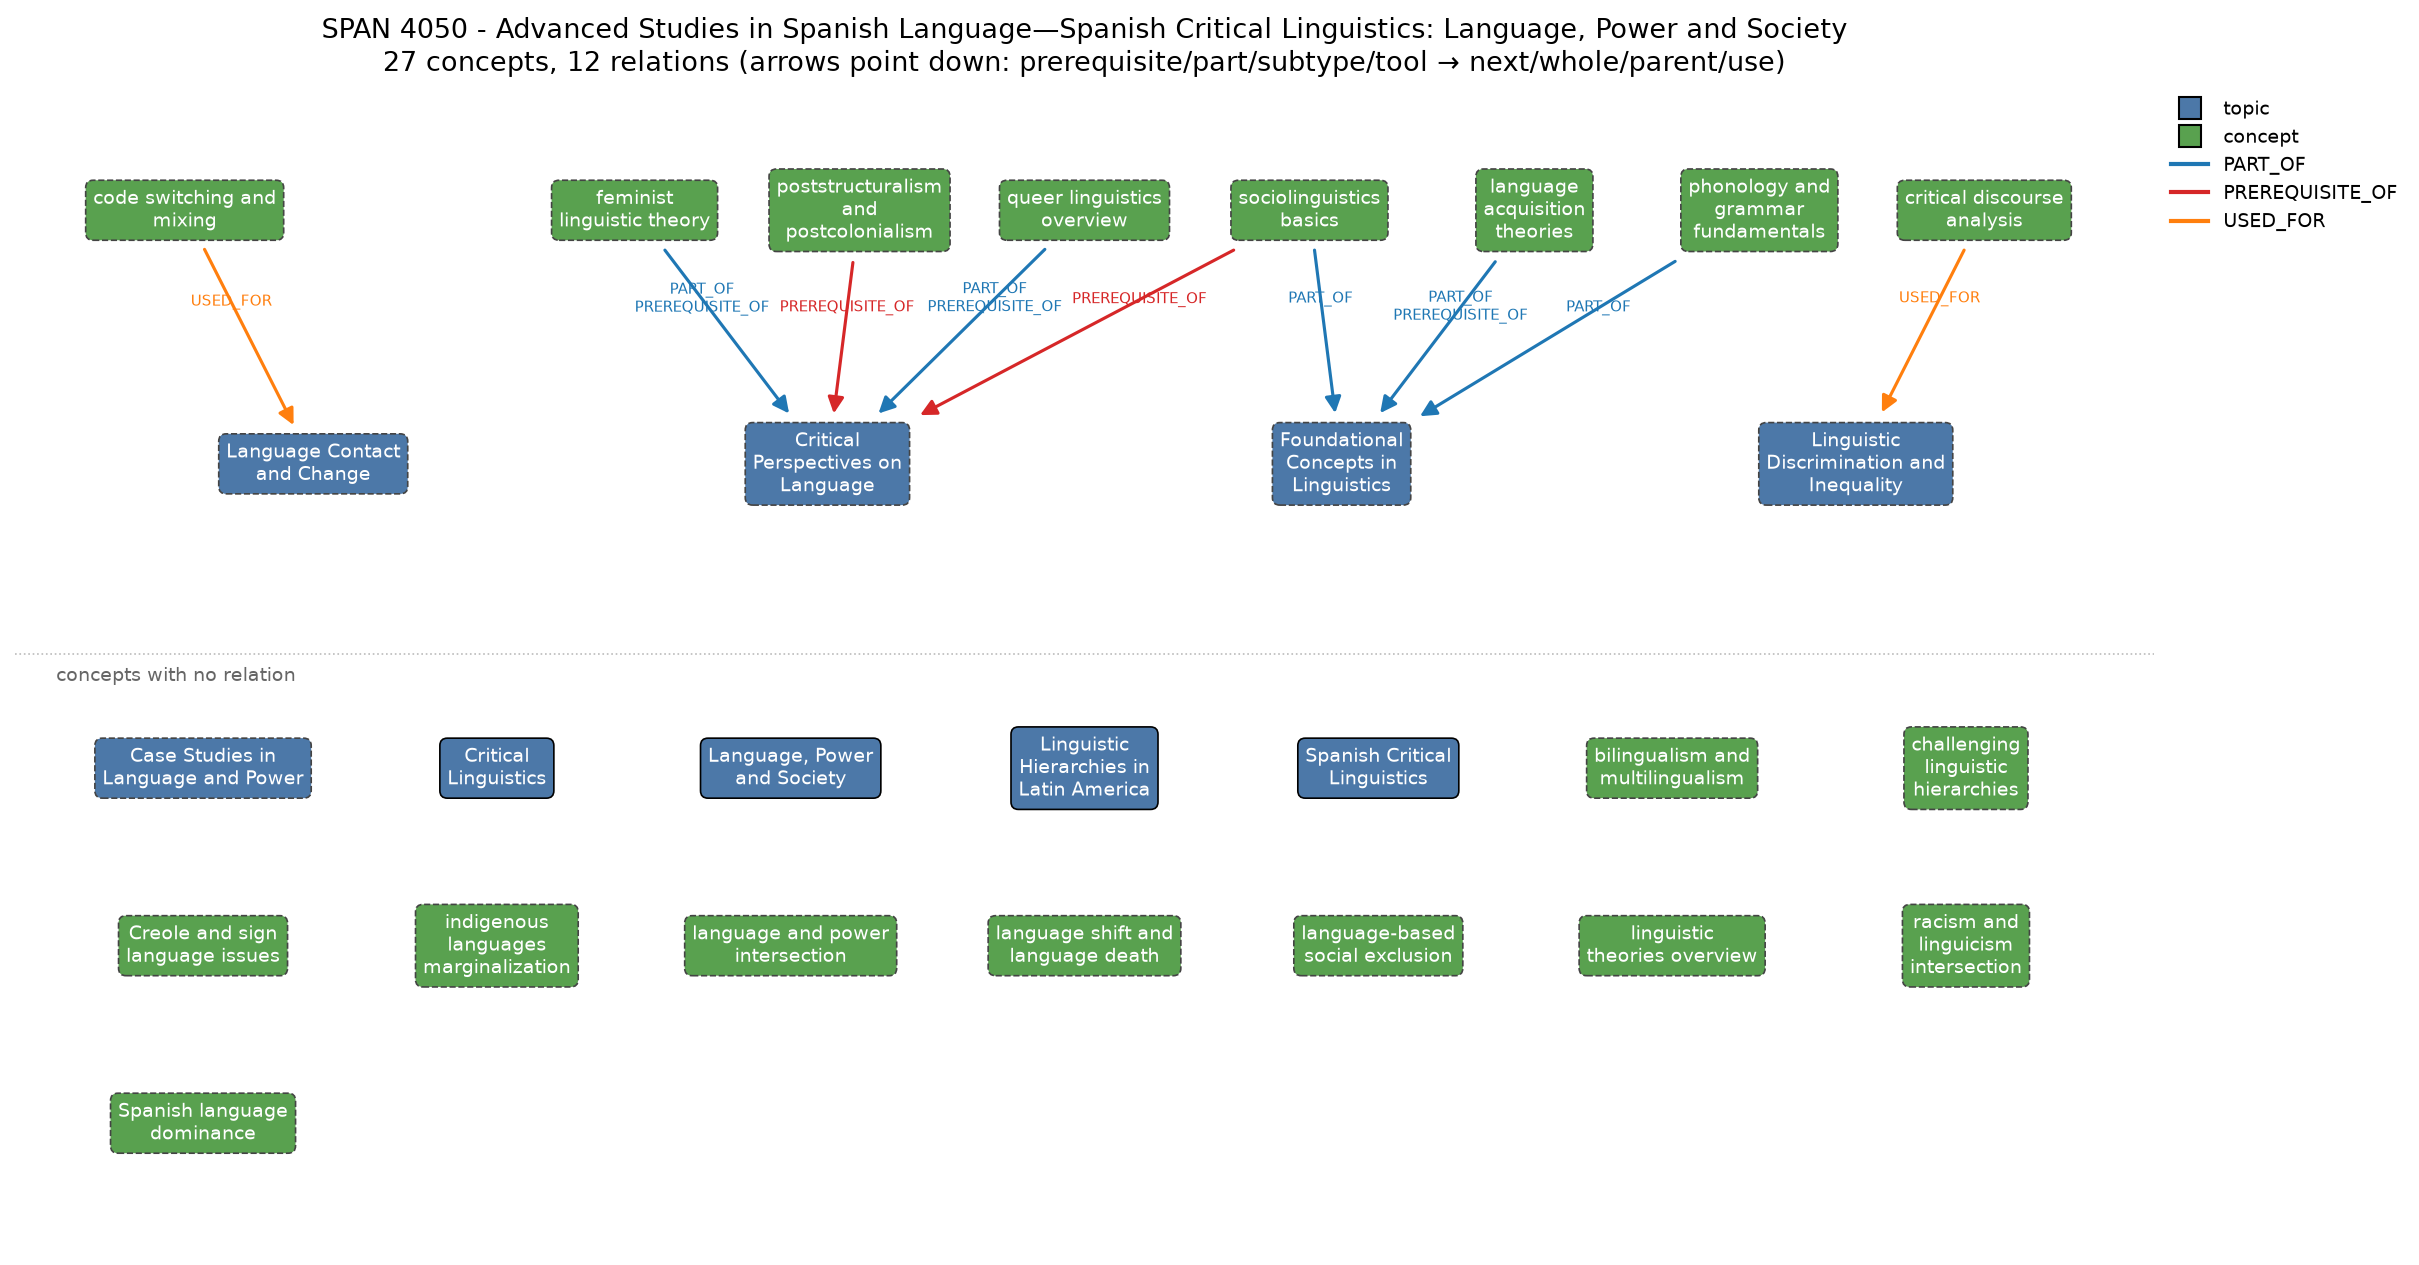 SPAN 4050 - Advanced Studies in Spanish Language—Spanish Critical Linguistics: Language, Power and Society
27 concepts, 12 relations (arrows point down: prerequisite/part/subtype/tool → next/whole/parent/use)
topic
concept
PART_OF
PREREQUISITE_OF
USED_FOR
code switching and
mixing
feminist
linguistic theory
poststructuralism
and
postcolonialism
queer linguistics
overview
sociolinguistics
basics
language
acquisition
theories
phonology and
grammar
fundamentals
critical discourse
analysis
USED_FOR
PART_OF
PREREQUISITE_OF
PREREQUISITE_OF
PART_OF
PREREQUISITE_OF
PREREQUISITE_OF
PART_OF
PART_OF
PREREQUISITE_OF
PART_OF
USED_FOR
Language Contact
and Change
Critical
Perspectives on
Language
Foundational
Concepts in
Linguistics
Linguistic
Discrimination and
Inequality
concepts with no relation
Case Studies in
Language and Power
Critical
Linguistics
Language, Power
and Society
Linguistic
Hierarchies in
Latin America
Spanish Critical
Linguistics
bilingualism and
multilingualism
challenging
linguistic
hierarchies
Creole and sign
language issues
indigenous
languages
marginalization
language and power
intersection
language shift and
language death
language-based
social exclusion
linguistic
theories overview
racism and
linguicism
intersection
Spanish language
dominance